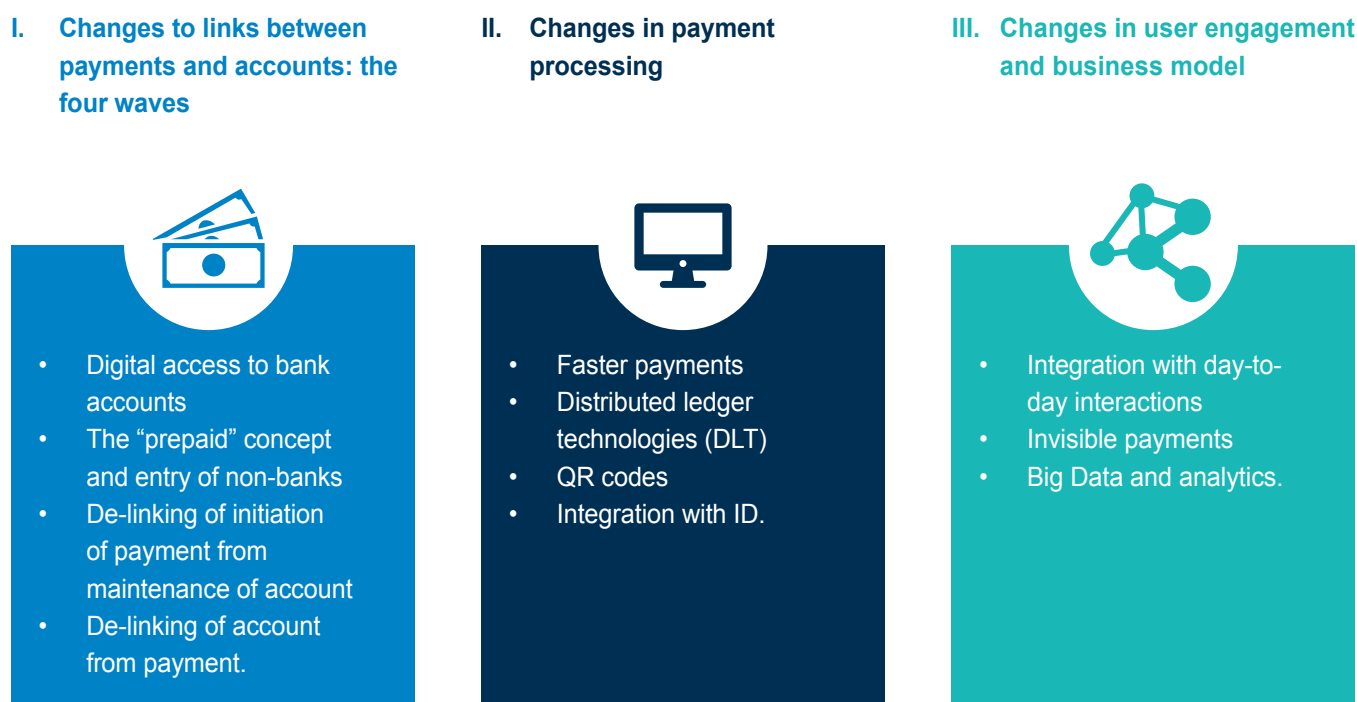 I. Changes to links between
payments and accounts: the
four waves
• Digital access to bank
accounts
• The “prepaid” concept
and entry of non-banks
• De-linking of initiation
of payment from
maintenance of account
• De-linking of account
from payment.
II. Changes in payment
processing
• Faster payments
• Distributed ledger
technologies (DLT)
• QR codes
• Integration with ID.
III. Changes in user engagement
and business model
• Integration with day-to-
day interactions
• Invisible payments
• Big Data and analytics.